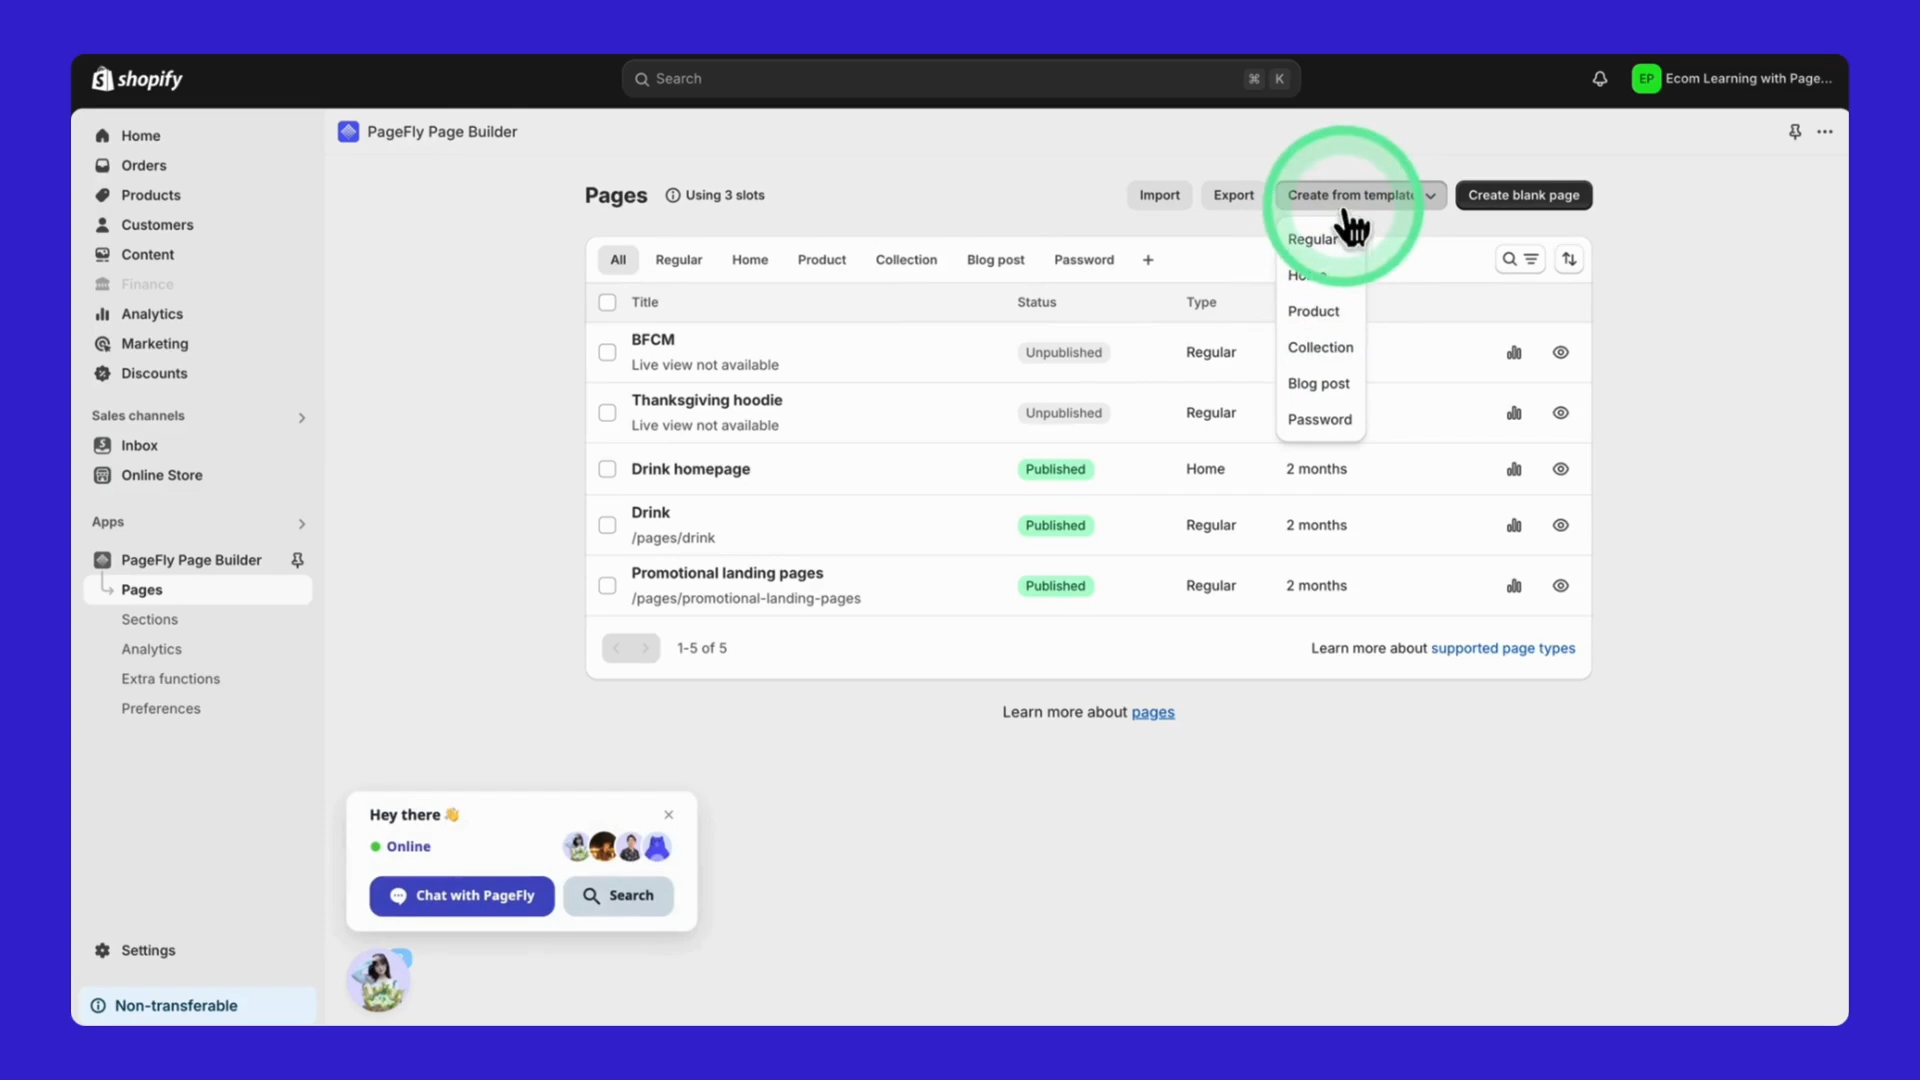 shopify
Search
⌘ K
EP
Ecom Learning with Page...
Home
Orders
Products
Customers
Content
Finance
Analytics
Marketing
Discounts
Sales channels
Inbox
Online Store
Apps
PageFly Page Builder
Pages
Sections
Analytics
Extra functions
Preferences
Settings
Non-transferable
PageFly Page Builder
Pages
Using 3 slots
Import
Export
Create from template
Create blank page
Regular
Home
Product
Collection
Blog post
Password
All
Regular
Home
Product
Collection
Blog post
Password
+
Title
Status
Type
BFCM
Live view not available
Unpublished
Regular
Thanksgiving hoodie
Live view not available
Unpublished
Regular
Drink homepage
Published
Home
2 months
Drink
/pages/drink
Published
Regular
2 months
Promotional landing pages
/pages/promotional-landing-pages
Published
Regular
2 months
1-5 of 5
Learn more about supported page types
Learn more about pages
Hey there 👋
Online
Chat with PageFly
Search